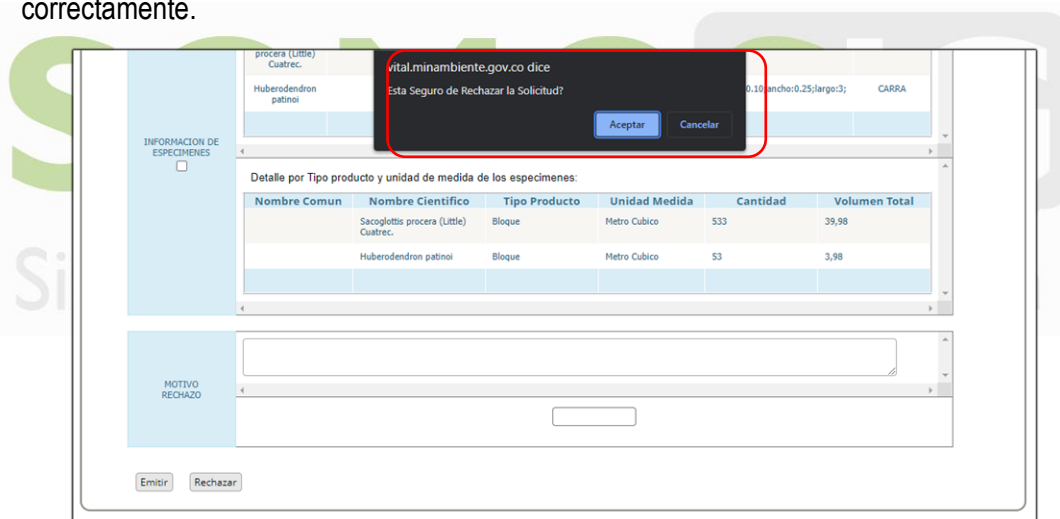 correctamente.
procera (Little)
Cuatrec.
Huberodendron
patinoi
vital.minambiente.gov.co dice
Esta Seguro de Rechazar la Solicitud?
Aceptar Cancelar
0.10;ancho:0.25;largo:3; CARRA
INFORMACION DE
ESPECIMENES
Detalle por Tipo producto y unidad de medida de los especimenes:
Nombre Comun Nombre Cientifico Tipo Producto Unidad Medida Cantidad Volumen Total
Sacoglottis procera (Little)
Cuatrec. Bloque Metro Cubico 533 39,98
Huberodendron patinoi Bloque Metro Cubico 53 3,98
Si
MOTIVO
RECHAZO
Emitir Rechazar